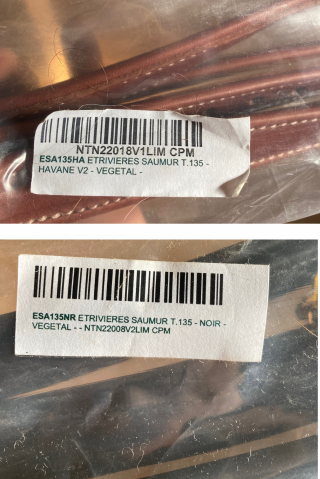 NTN22018V1LIM CPM
ESA135HA ETRIVIERES SAUMUR T.135 -
HAVANE V2 - VEGETAL -
ESA135NR ETRIVIERES SAUMUR T.135 - NOIR -
VEGETAL - - NTN22008V2LIM CPM